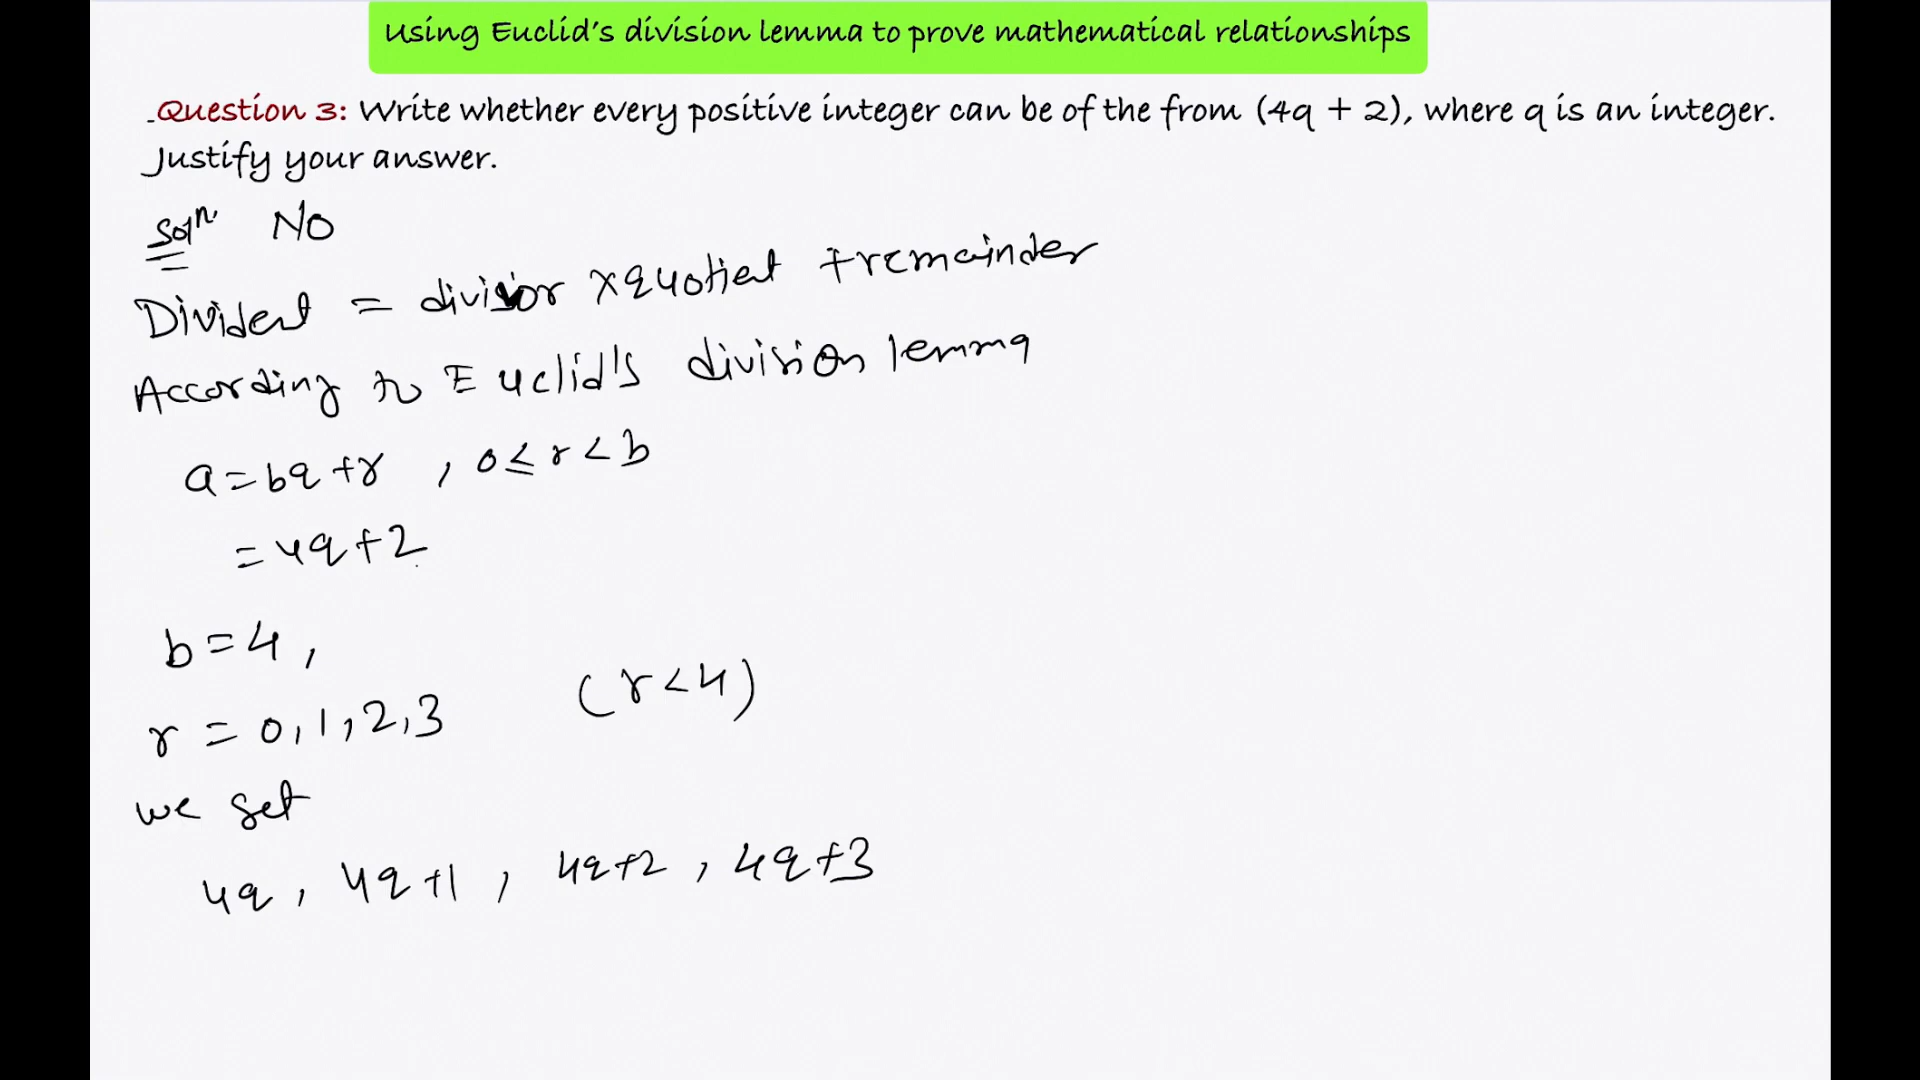 Using Euclid's division lemma to prove mathematical relationships
Question 3: Write whether every positive integer can be of the from (4q + 2), where q is an integer.
Justify your answer.
Soln. No
Divident = divisor x quotient + remainder
According to Euclid's division lemma
a = bq + r , 0 ≤ r < b
= 4q + 2
b = 4 ,
r = 0, 1, 2, 3 (r < 4)
we get
4q , 4q + 1 , 4q + 2 , 4q + 3